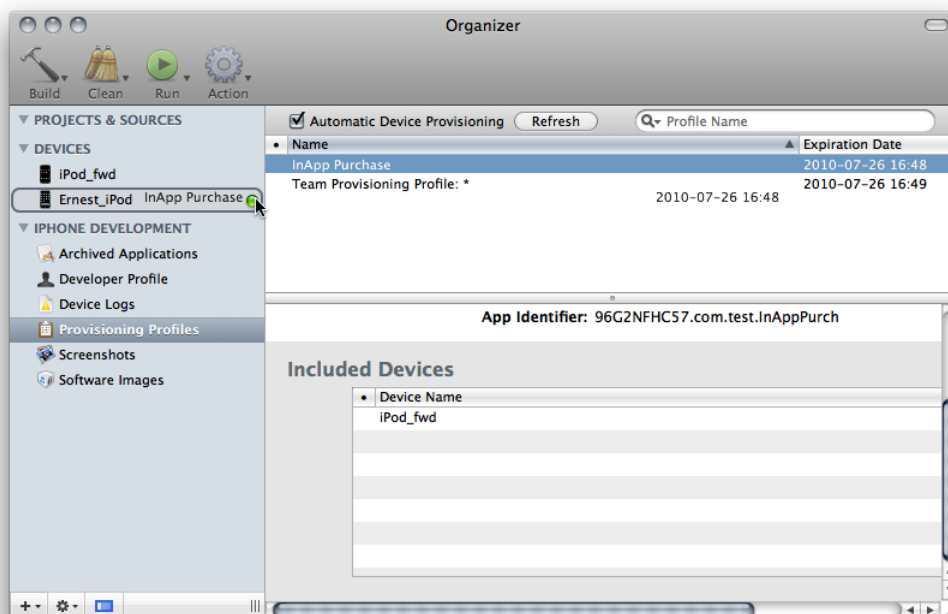 Organizer
Build Clean Run Action
PROJECTS & SOURCES
DEVICES
iPod_fwd
Ernest_iPod InApp Purchase
IPHONE DEVELOPMENT
Archived Applications
Developer Profile
Device Logs
Provisioning Profiles
Screenshots
Software Images
Automatic Device Provisioning Refresh Profile Name
Name Expiration Date
InApp Purchase 2010-07-26 16:48
Team Provisioning Profile: * 2010-07-26 16:49
2010-07-26 16:48
App Identifier: 96G2NFHC57.com.test.InAppPurch
Included Devices
Device Name
iPod_fwd